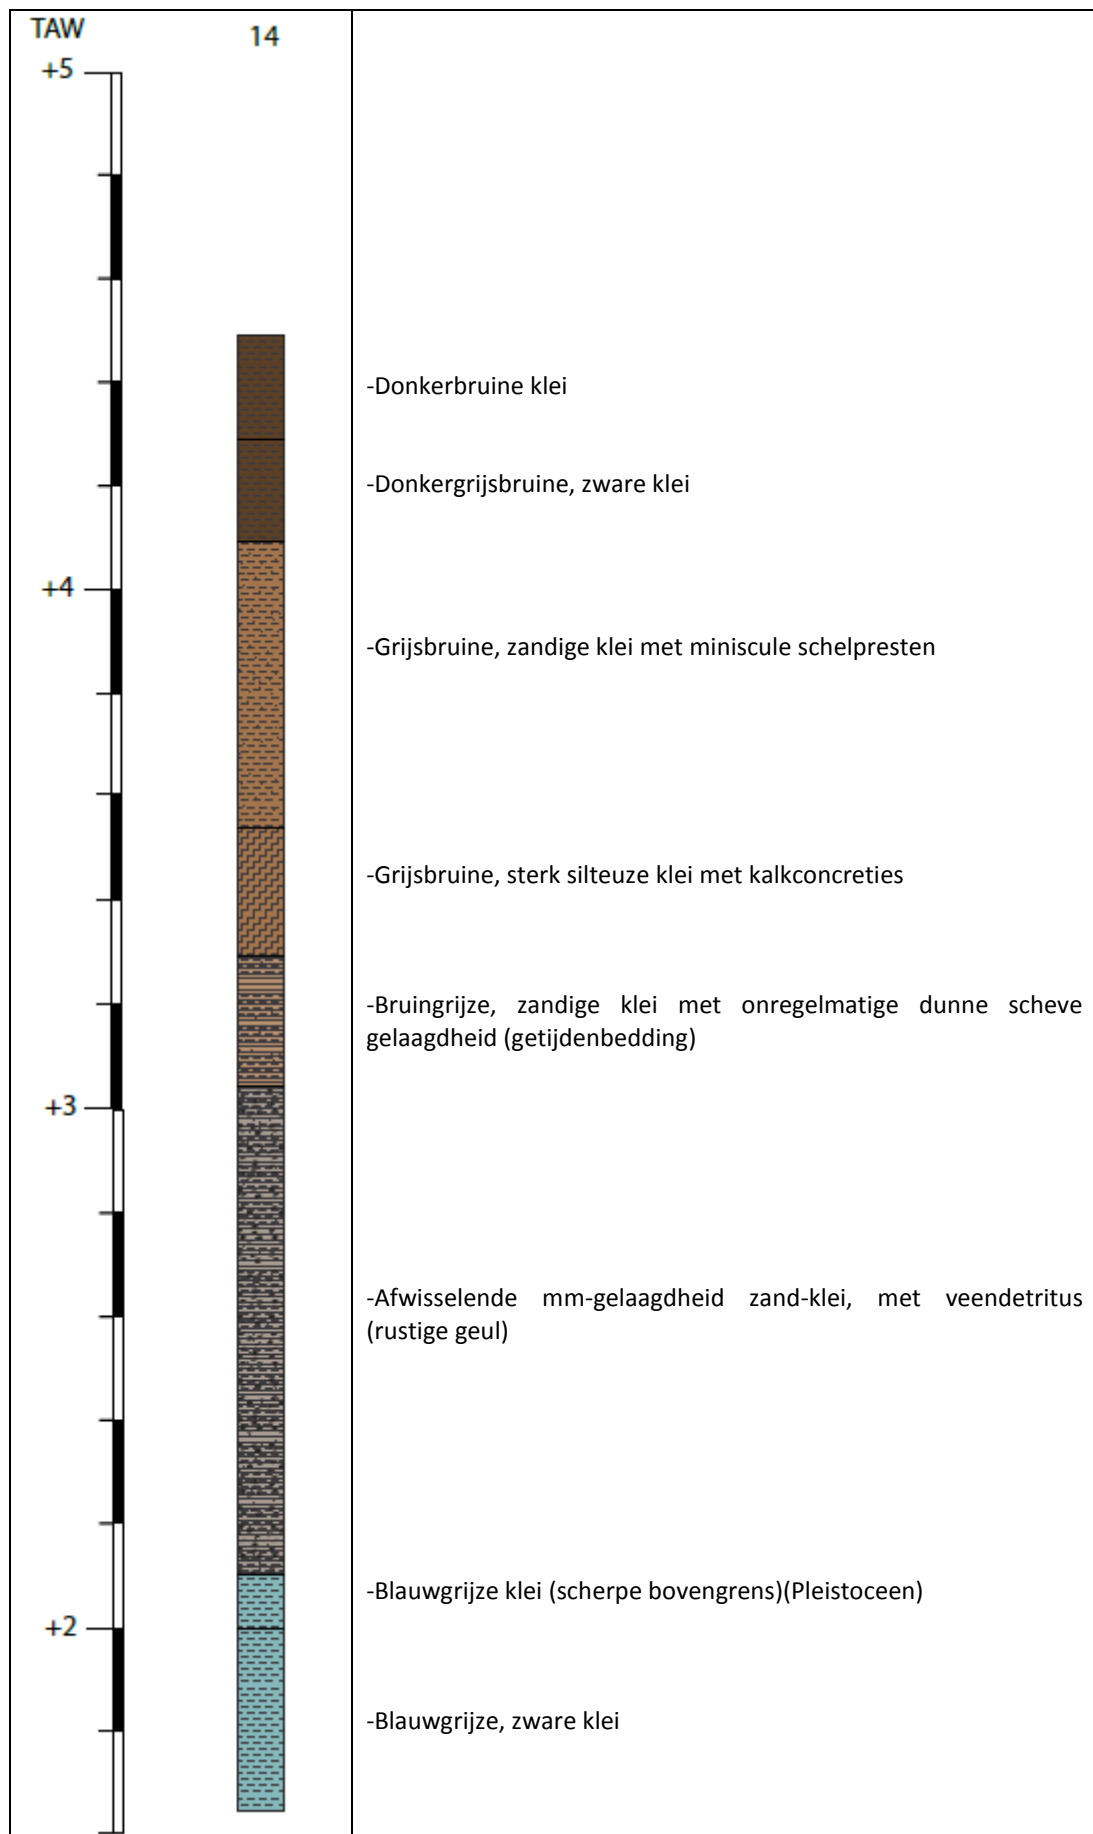 TAW
14
+5
-Donkerbruine klei
-Donkergrijsbruine, zware klei
+4
-Grijsbruine, zandige klei met miniscule schelpresten
-Grijsbruine, sterk silteuze klei met kalkconcreties
-Bruingrijze, zandige klei met onregelmatige dunne scheve
gelaagdheid (getijdenbedding)
+3
-Afwisselende mm-gelaagdheid zand-klei, met veendetritus
(rustige geul)
-Blauwgrijze klei (scherpe bovengrens)(Pleistoceen)
+2
-Blauwgrijze, zware klei